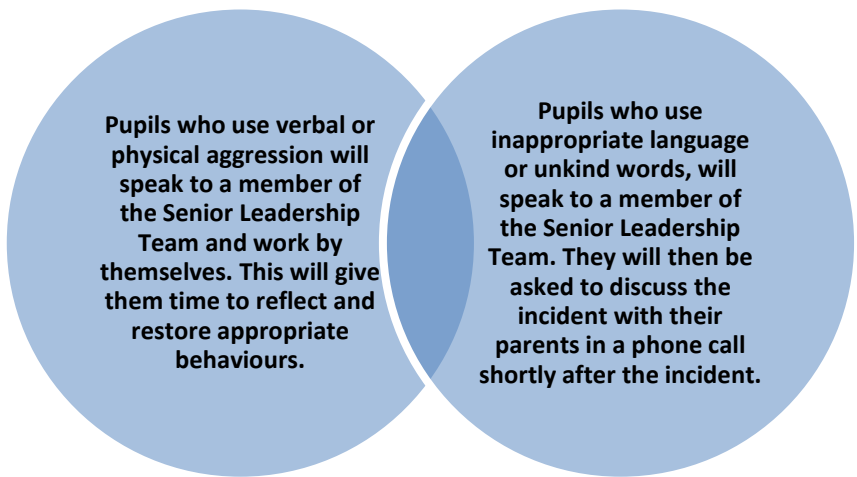 Pupils who use verbal or
physical aggression will
speak to a member of
the Senior Leadership
Team and work by
themselves. This will give
them time to reflect and
restore appropriate
behaviours.
Pupils who use
inappropriate language
or unkind words, will
speak to a member of
the Senior Leadership
Team. They will then be
asked to discuss the
incident with their
parents in a phone call
shortly after the incident.